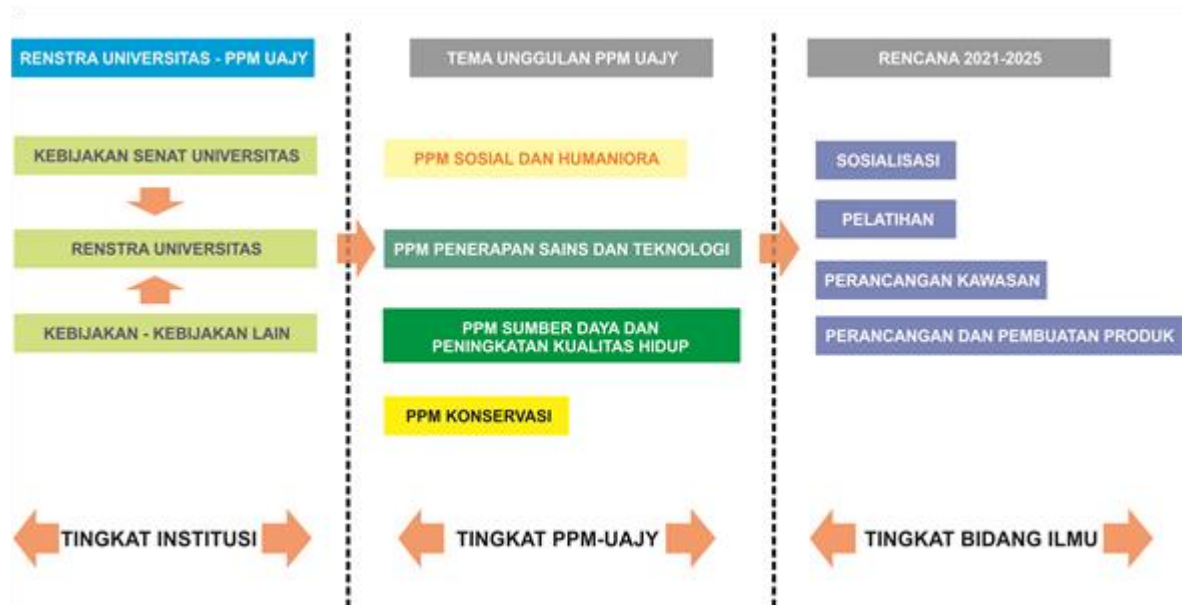 RENSTRA UNIVERSITAS - PPM UAJY
KEBIJAKAN SENAT UNIVERSITAS
RENSTRA UNIVERSITAS
KEBIJAKAN - KEBIJAKAN LAIN
TINGKAT INSTITUSI
TEMA UNGGULAN PPM UAJY
PPM SOSIAL DAN HUMANIORA
PPM PENERAPAN SAINS DAN TEKNOLOGI
PPM SUMBER DAYA DAN
PENINGKATAN KUALITAS HIDUP
PPM KONSERVASI
TINGKAT PPM-UAJY
RENCANA 2021-2025
SOSIALISASI
PELATIHAN
PERANCANGAN KAWASAN
PERANCANGAN DAN PEMBUATAN PRODUK
TINGKAT BIDANG ILMU